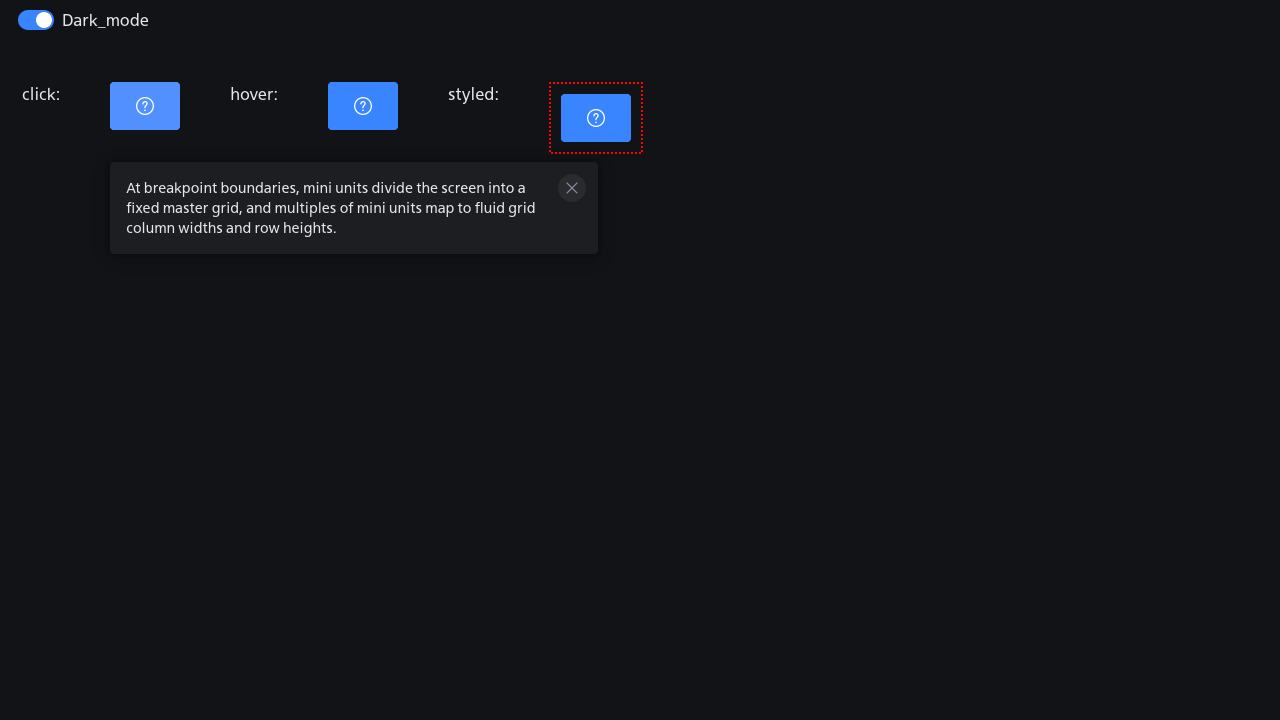 Dark_mode
click:
hover:
styled:
At breakpoint boundaries, mini units divide the screen into a
fixed master grid, and multiples of mini units map to fluid grid
column widths and row heights.